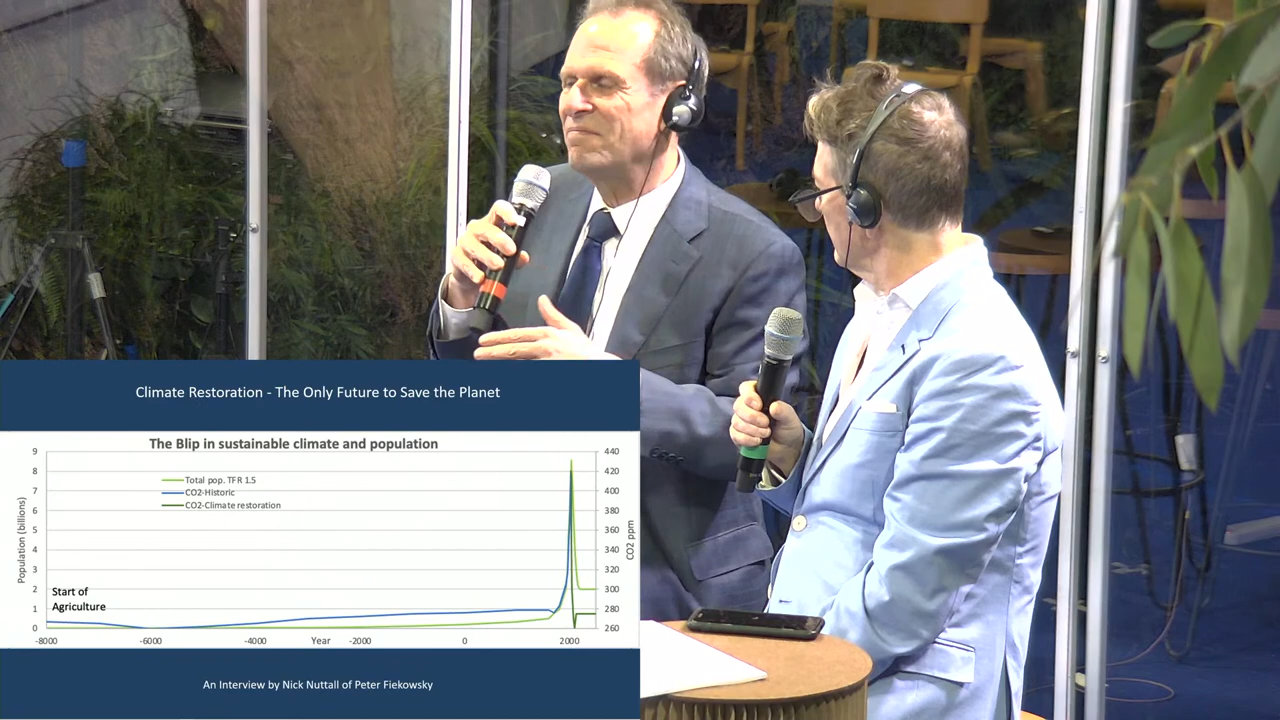 Climate Restoration - The Only Future to Save the Planet
The Blip in sustainable climate and population
Total pop. TFR 1.5
CO2-Historic
CO2-Climate restoration
Population (billions)
9
8
7
6
5
4
3
2
1
0
440
420
400
380
360
340
320
300
280
260
CO2 ppm
Start of
Agriculture
-8000 -6000 -4000 Year -2000 0 2000
An Interview by Nick Nuttall of Peter Fiekowsky